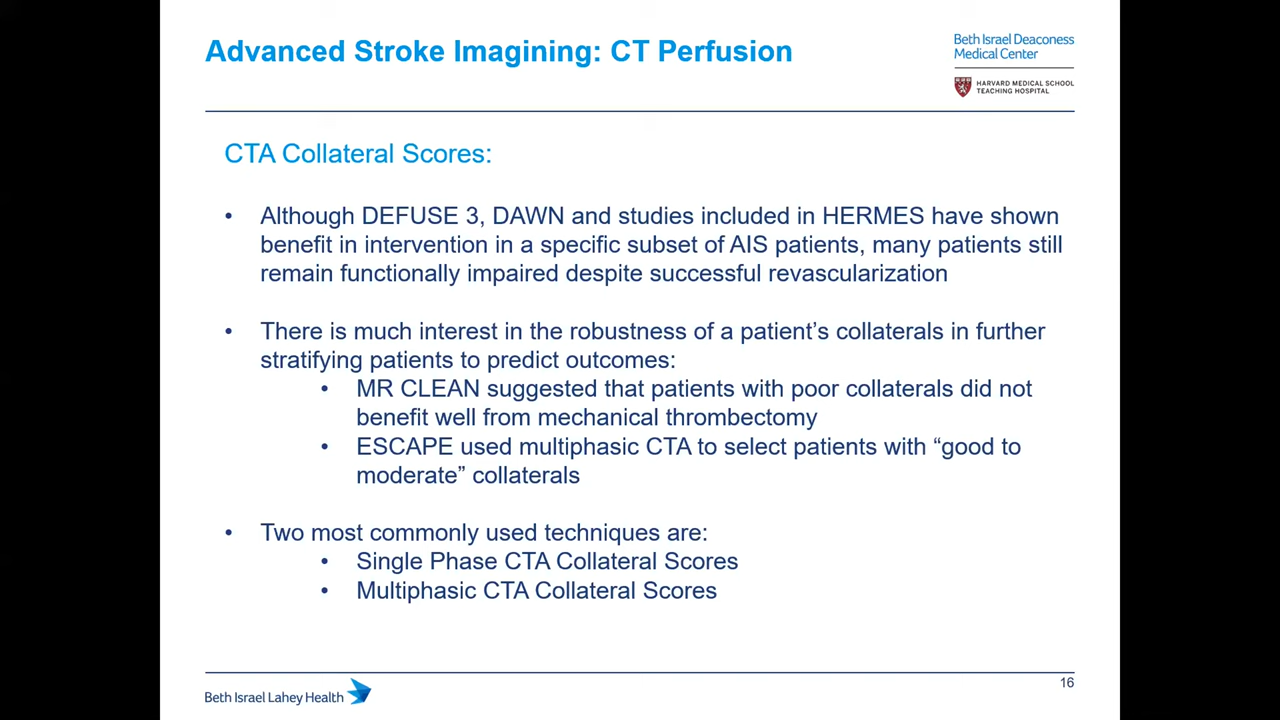 Advanced Stroke Imagining: CT Perfusion
Beth Israel Deaconess
Medical Center
HARVARD MEDICAL SCHOOL
TEACHING HOSPITAL
CTA Collateral Scores:
• Although DEFUSE 3, DAWN and studies included in HERMES have shown
benefit in intervention in a specific subset of AIS patients, many patients still
remain functionally impaired despite successful revascularization
• There is much interest in the robustness of a patient’s collaterals in further
stratifying patients to predict outcomes:
• MR CLEAN suggested that patients with poor collaterals did not
benefit well from mechanical thrombectomy
• ESCAPE used multiphasic CTA to select patients with “good to
moderate” collaterals
• Two most commonly used techniques are:
• Single Phase CTA Collateral Scores
• Multiphasic CTA Collateral Scores
16
Beth Israel Lahey Health